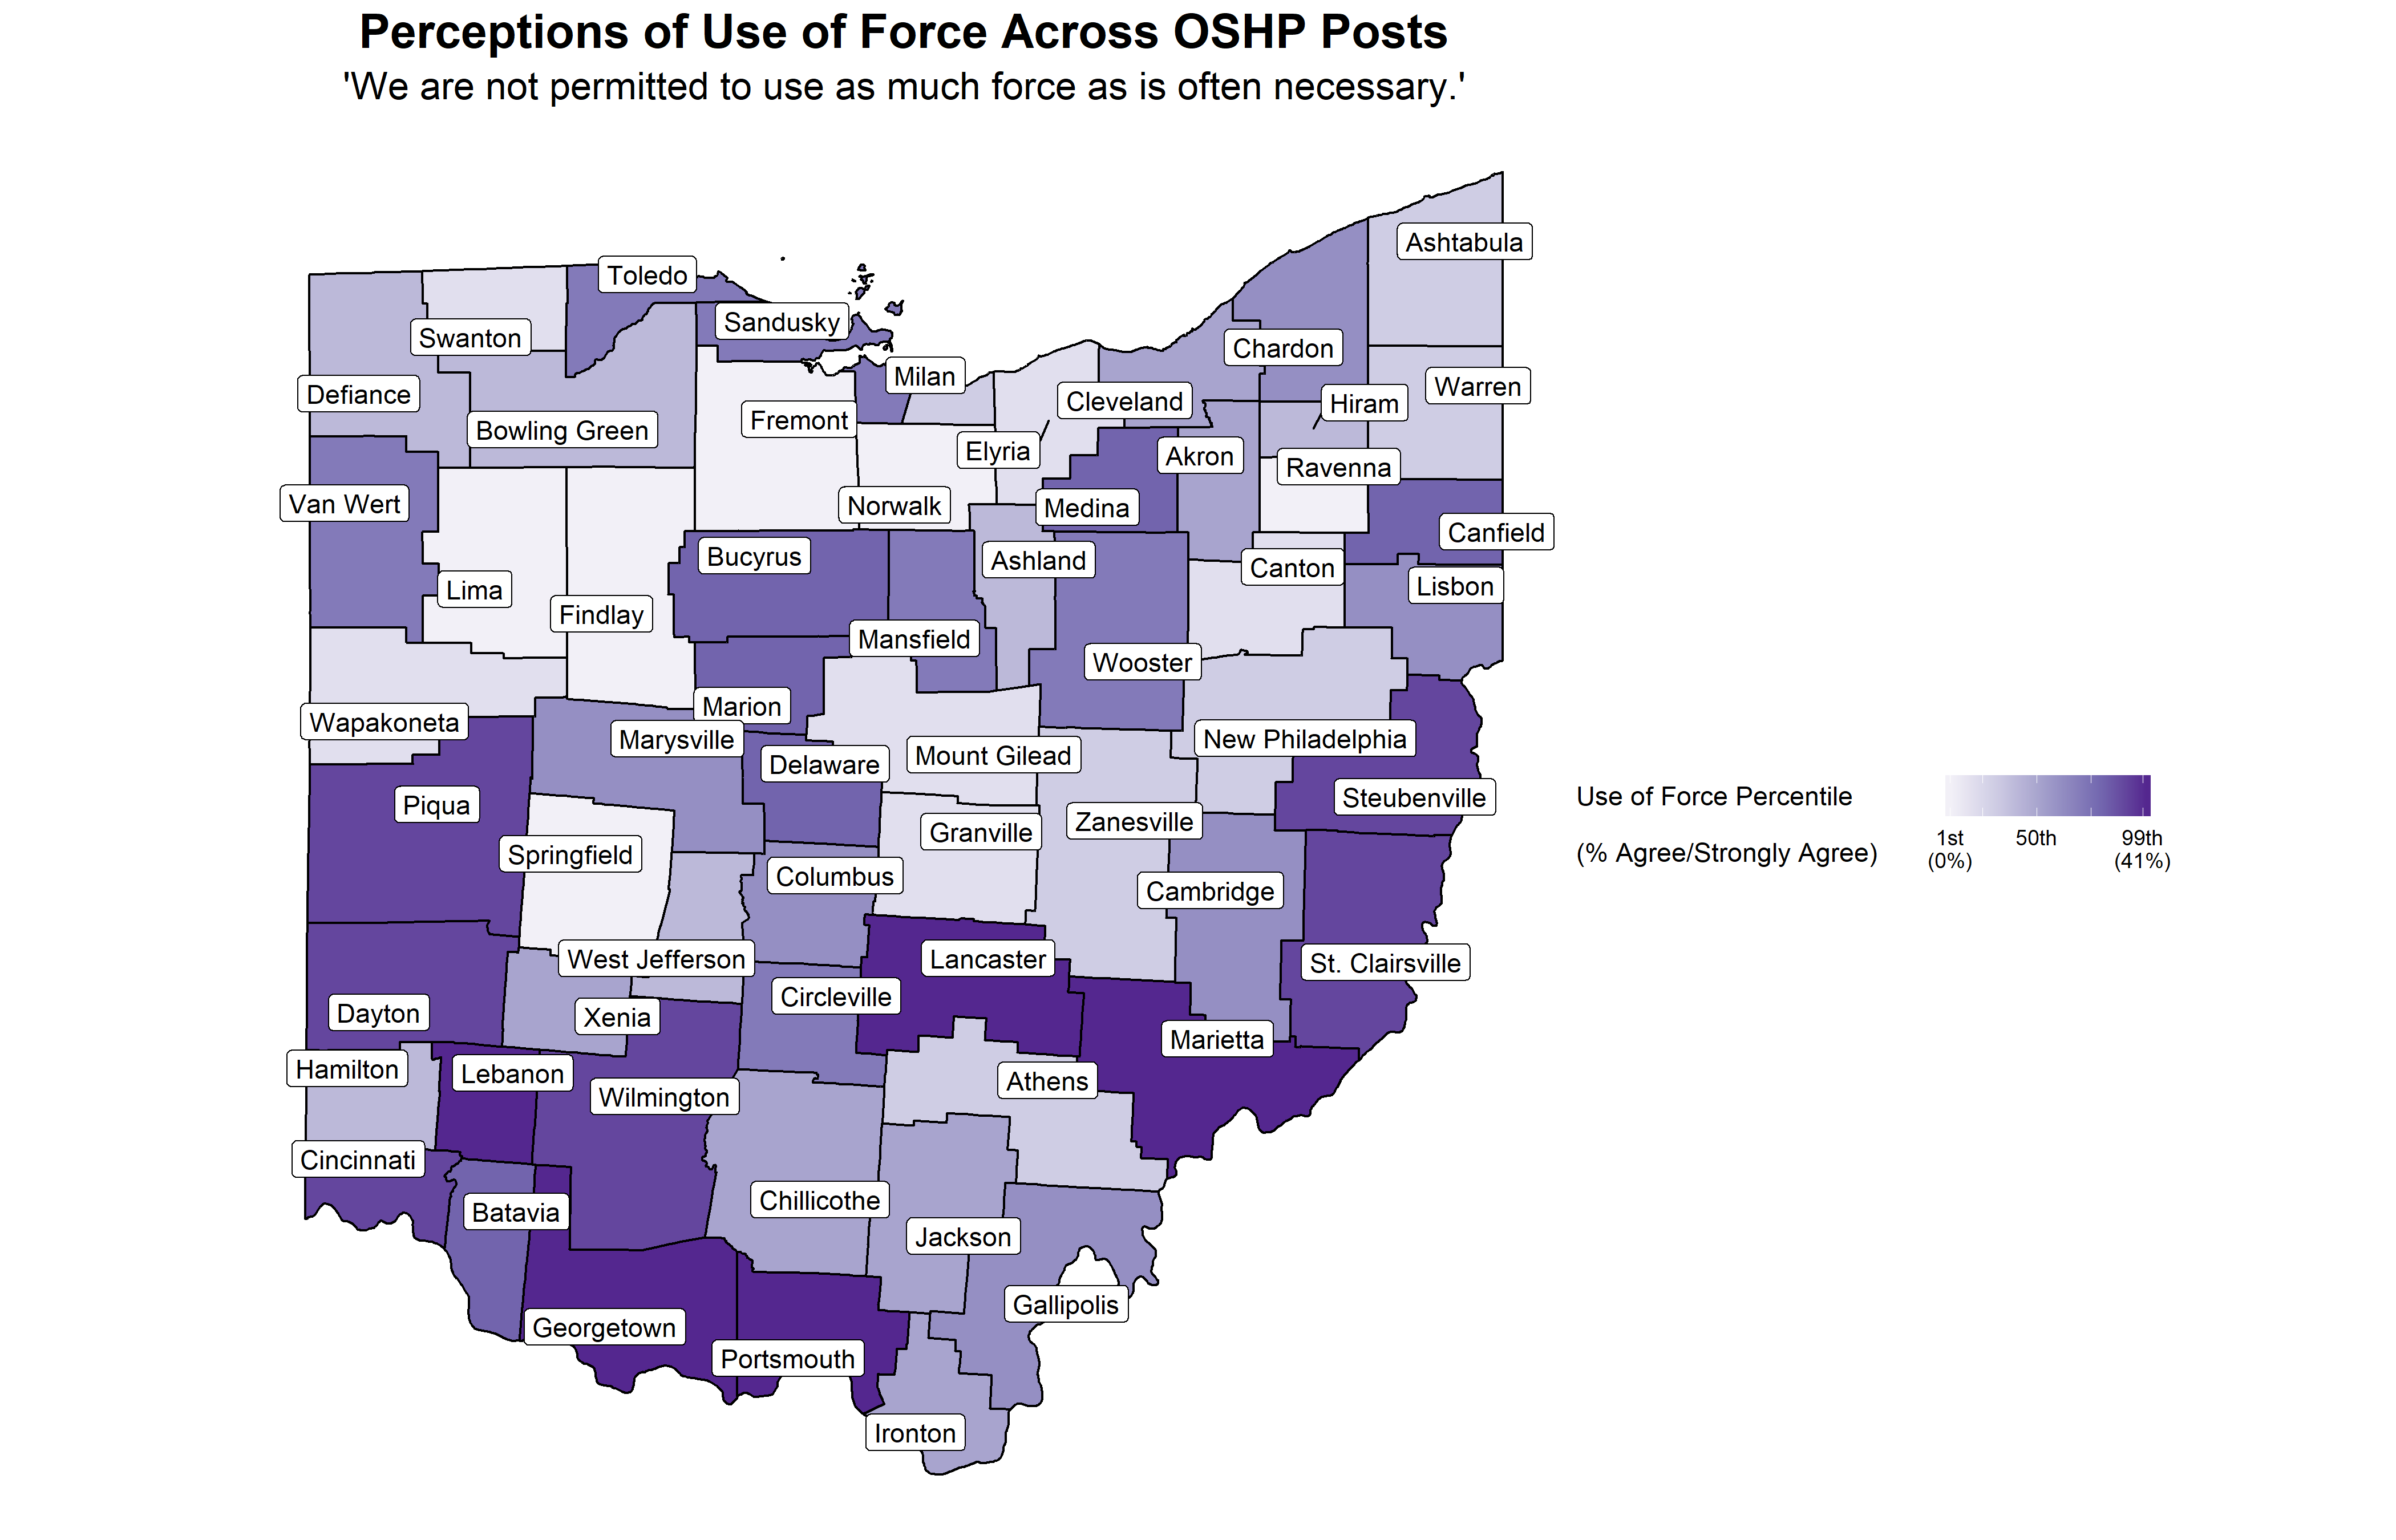 Perceptions of Use of Force Across OSHP Posts
'We are not permitted to use as much force as is often necessary.'
Ashtabula
Toledo
Sandusky
Swanton
Chardon
Milan
Warren
Defiance
Cleveland
Hiram
Fremont
Bowling Green
Elyria
Akron
Ravenna
Van Wert
Norwalk
Medina
Canfield
Bucyrus
Ashland
Canton
Lisbon
Lima
Findlay
Mansfield
Wooster
Marion
Wapakoneta
Marysville
New Philadelphia
Mount Gilead
Delaware
Steubenville
Piqua
Zanesville
Granville
Springfield
Columbus
Cambridge
West Jefferson
Lancaster
St. Clairsville
Circleville
Dayton
Xenia
Marietta
Hamilton
Lebanon
Athens
Wilmington
Cincinnati
Chillicothe
Batavia
Jackson
Gallipolis
Georgetown
Portsmouth
Ironton
Use of Force Percentile
(% Agree/Strongly Agree)
1st 50th 99th
(0%) (41%)